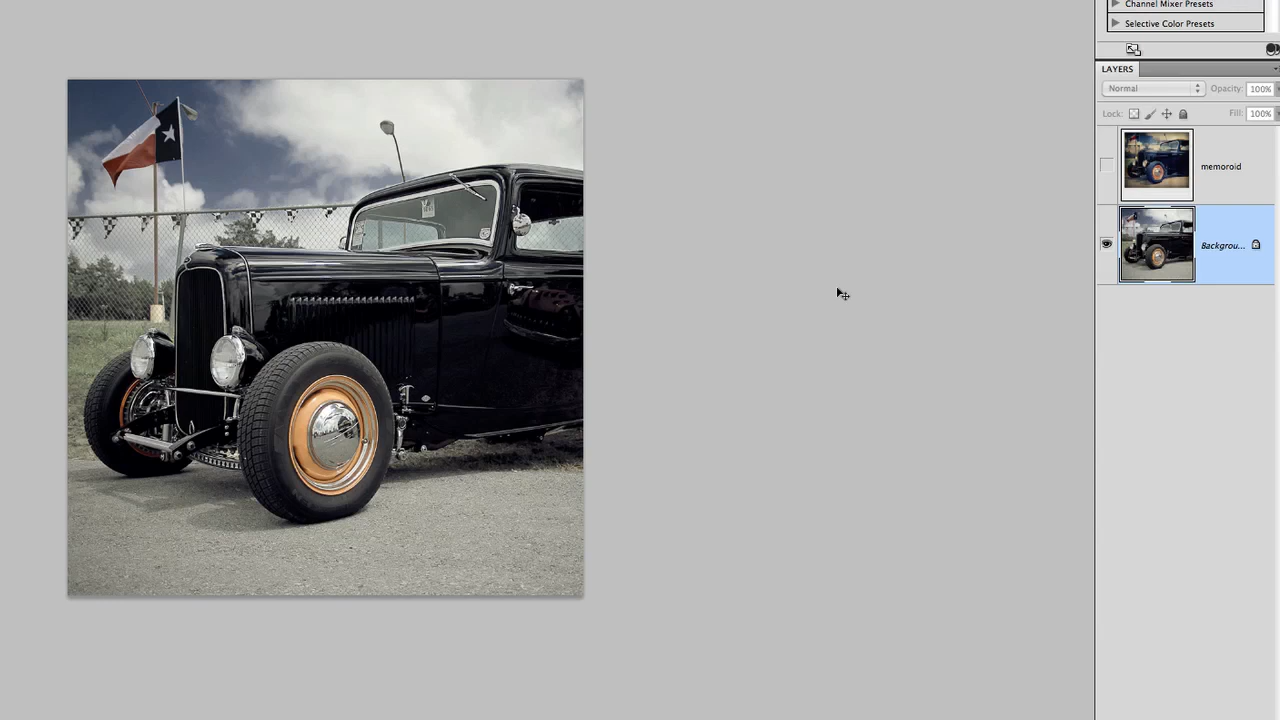 Channel Mixer Presets
Selective Color Presets
LAYERS
Normal
Opacity: 100%
Lock:
Fill: 100%
memoroid
Backgrou...